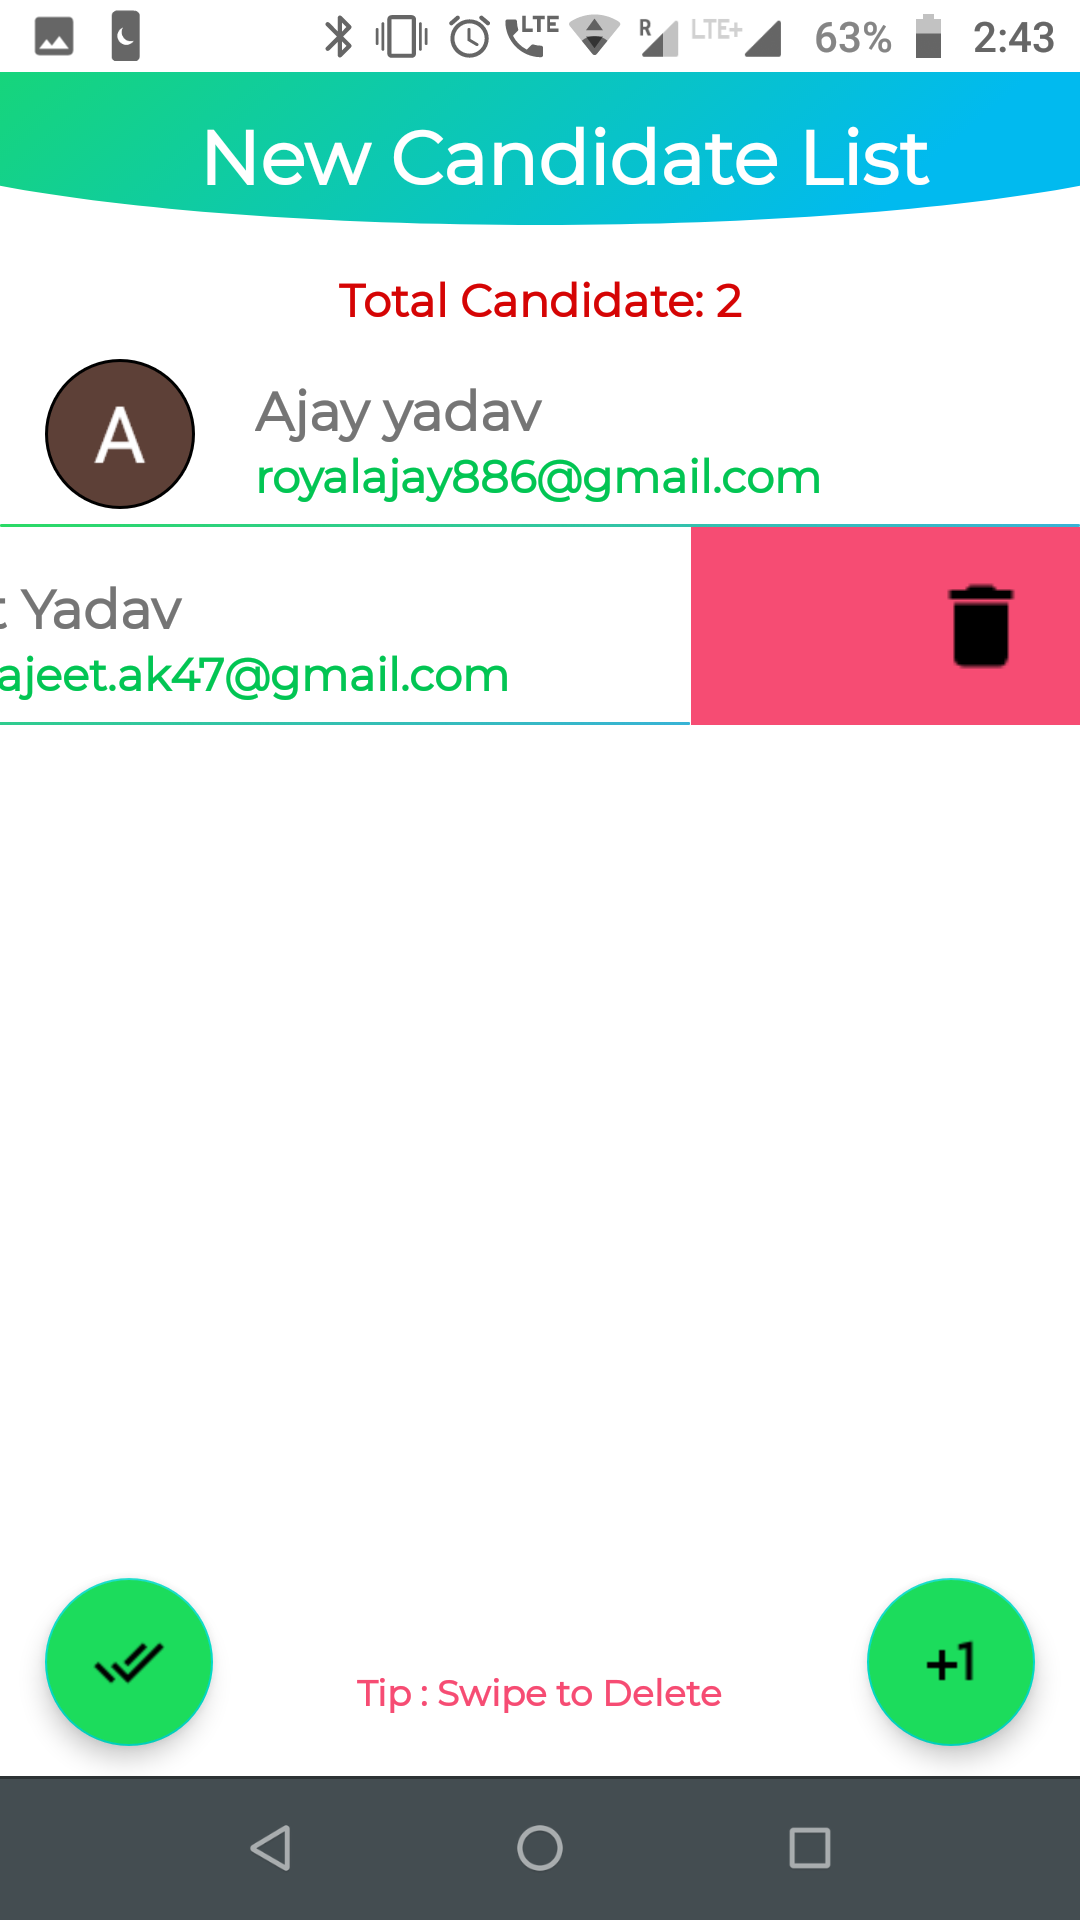 LTE R LTE+ 63% 2:43
New Candidate List
Total Candidate: 2
A
Ajay yadav
royalajay886@gmail.com
t Yadav
ajeet.ak47@gmail.com
+1
Tip : Swipe to Delete